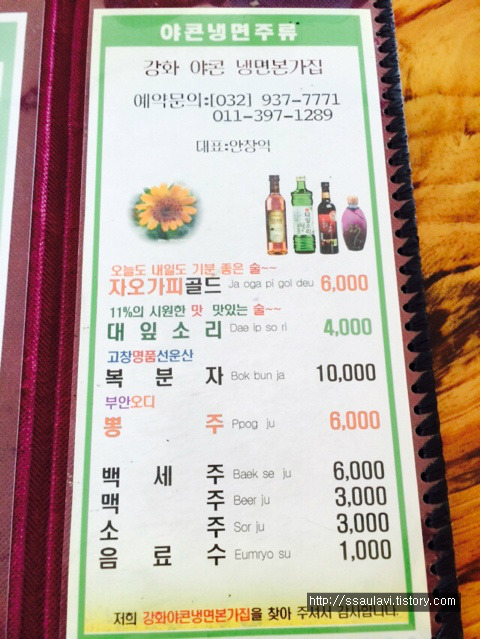 야콘냉면주류
강화 야콘 냉면본가집
예약문의:[032] 937-7771
011-397-1289
대표:안창익
오늘도 내일도 기분 좋은 술~~
자오가피골드 Ja oga pi gol deu 6,000
11%의 시원한 맛 맛있는 술~~
대잎소리 Dae ip so ri 4,000
고창명품선운산
복분자 Bok bun ja 10,000
부안오디
뽕주 Ppog ju 6,000
백세주 Baek se ju 6,000
맥주 Beer ju 3,000
소주 Sor ju 3,000
음료수 Eumryo su 1,000
http://ssaulavi.tistory.com
저희 강화야콘냉면본가집을 찾아 주셔서 감사합니다